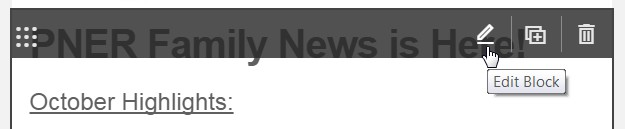 PNER Family News is Here!
Edit Block
October Highlights: